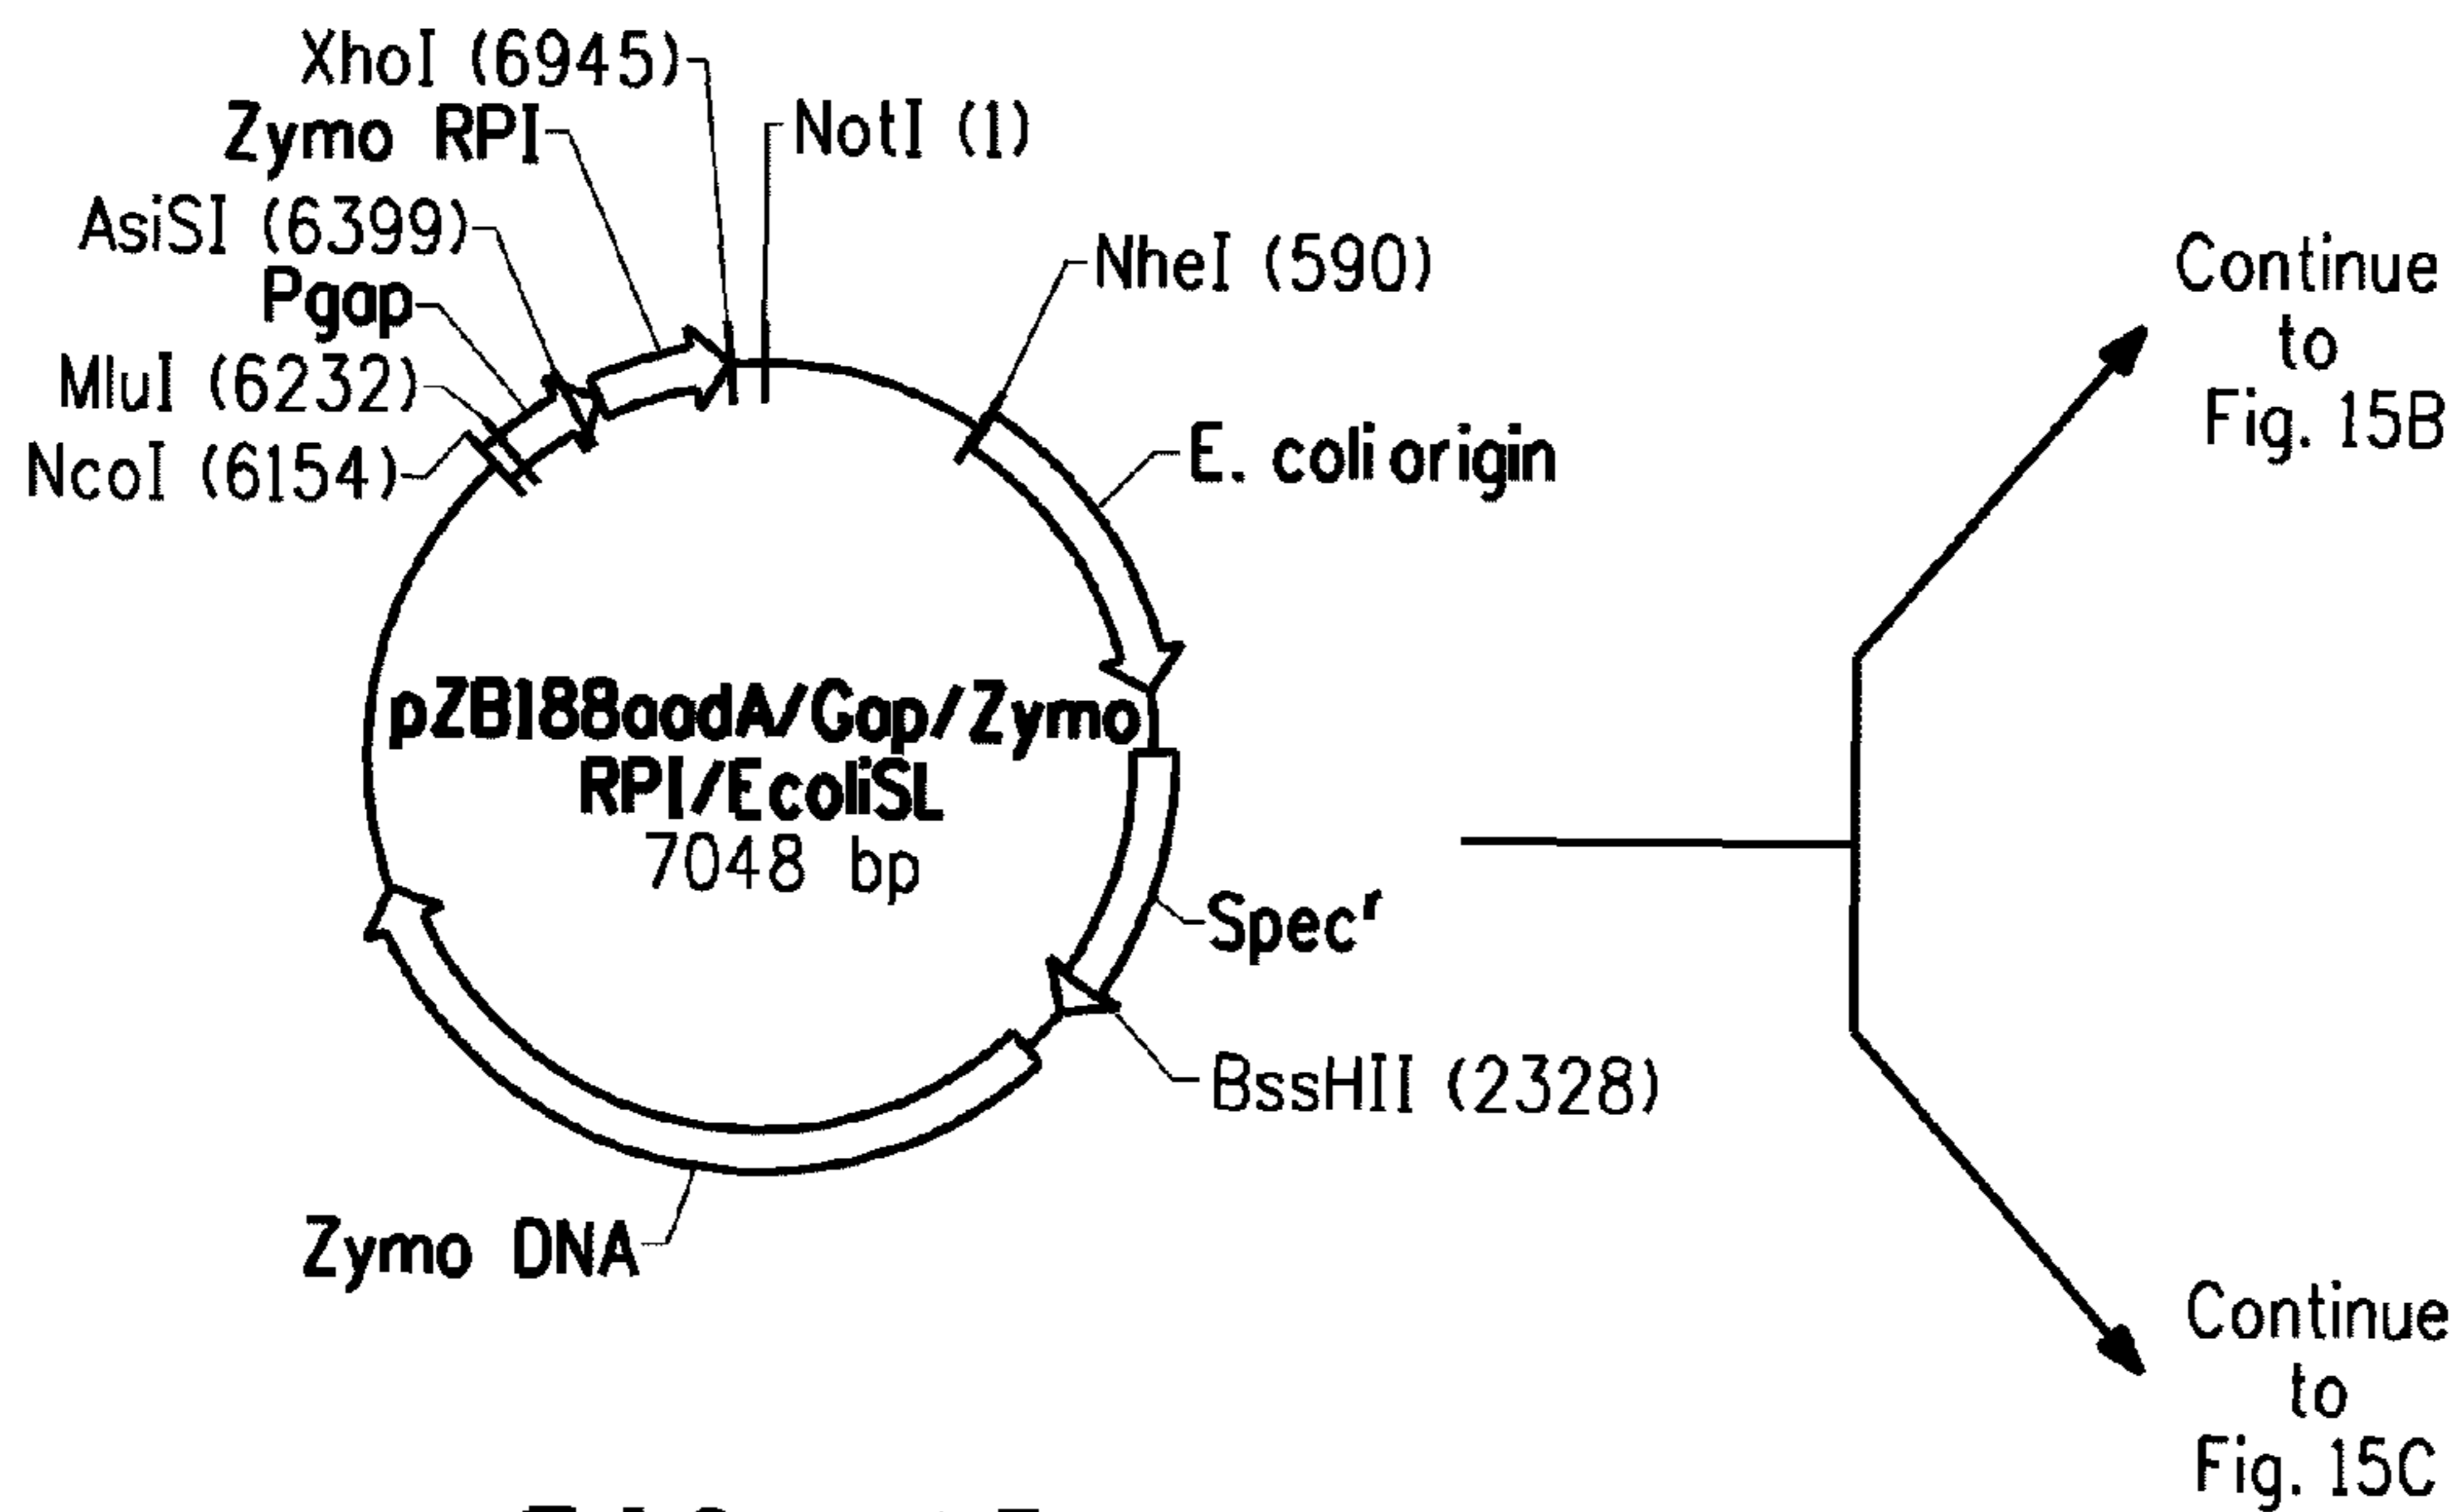 XhoI (6945)
Zymo RPI
NotI (1)
AsiSI (6399)
NheI (590)
Pgap
MluI (6232)
NcoI (6154)
E. coli origin
pZB188aadA/Gap/Zymo
RPI/EcoliSL
7048 bp
Specr
BssHII (2328)
Zymo DNA
Continue
to
Fig. 15B
Continue
to
Fig. 15C